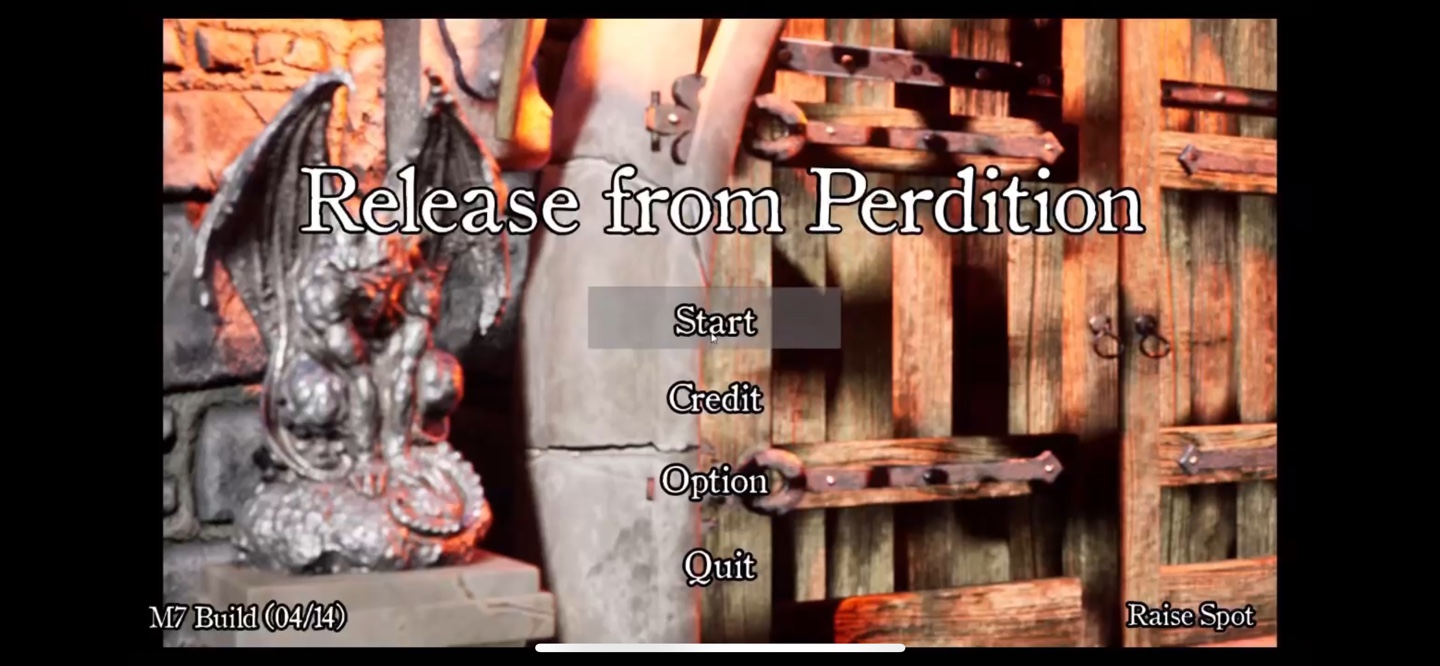 Release from Perdition
Start
Credit
Option
Quit
M7 Build (04/14)
Raise Spot